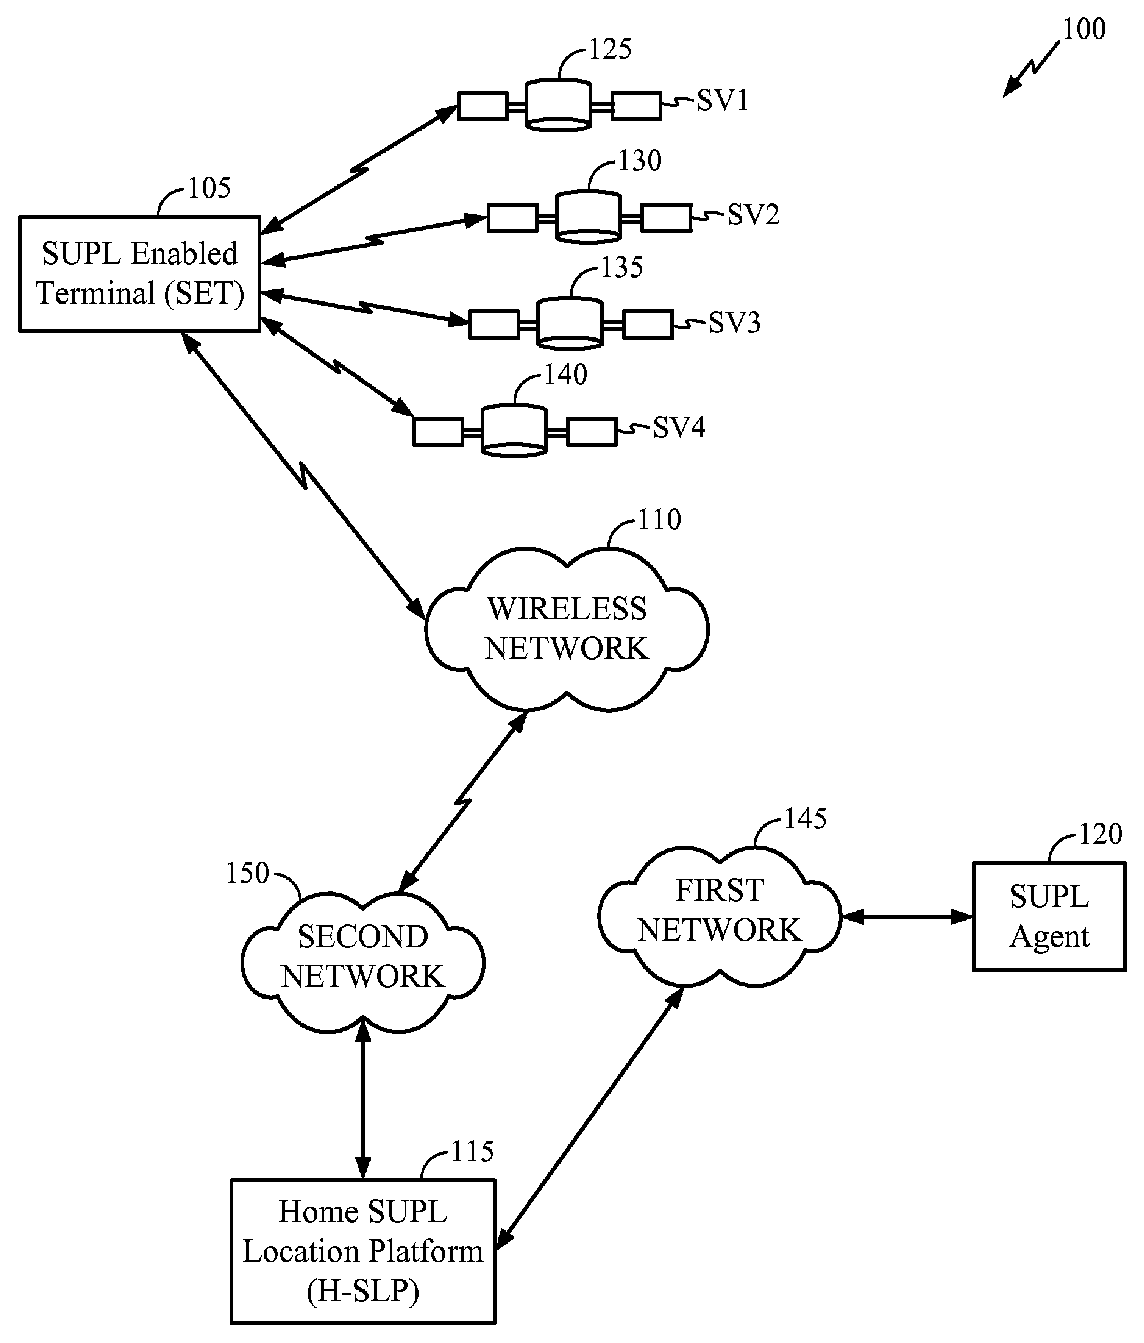 100
125
SV1
130
SV2
105
SUPL Enabled
Terminal (SET)
135
SV3
140
SV4
110
WIRELESS
NETWORK
145
FIRST
NETWORK
120
SUPL
Agent
150
SECOND
NETWORK
115
Home SUPL
Location Platform
(H-SLP)